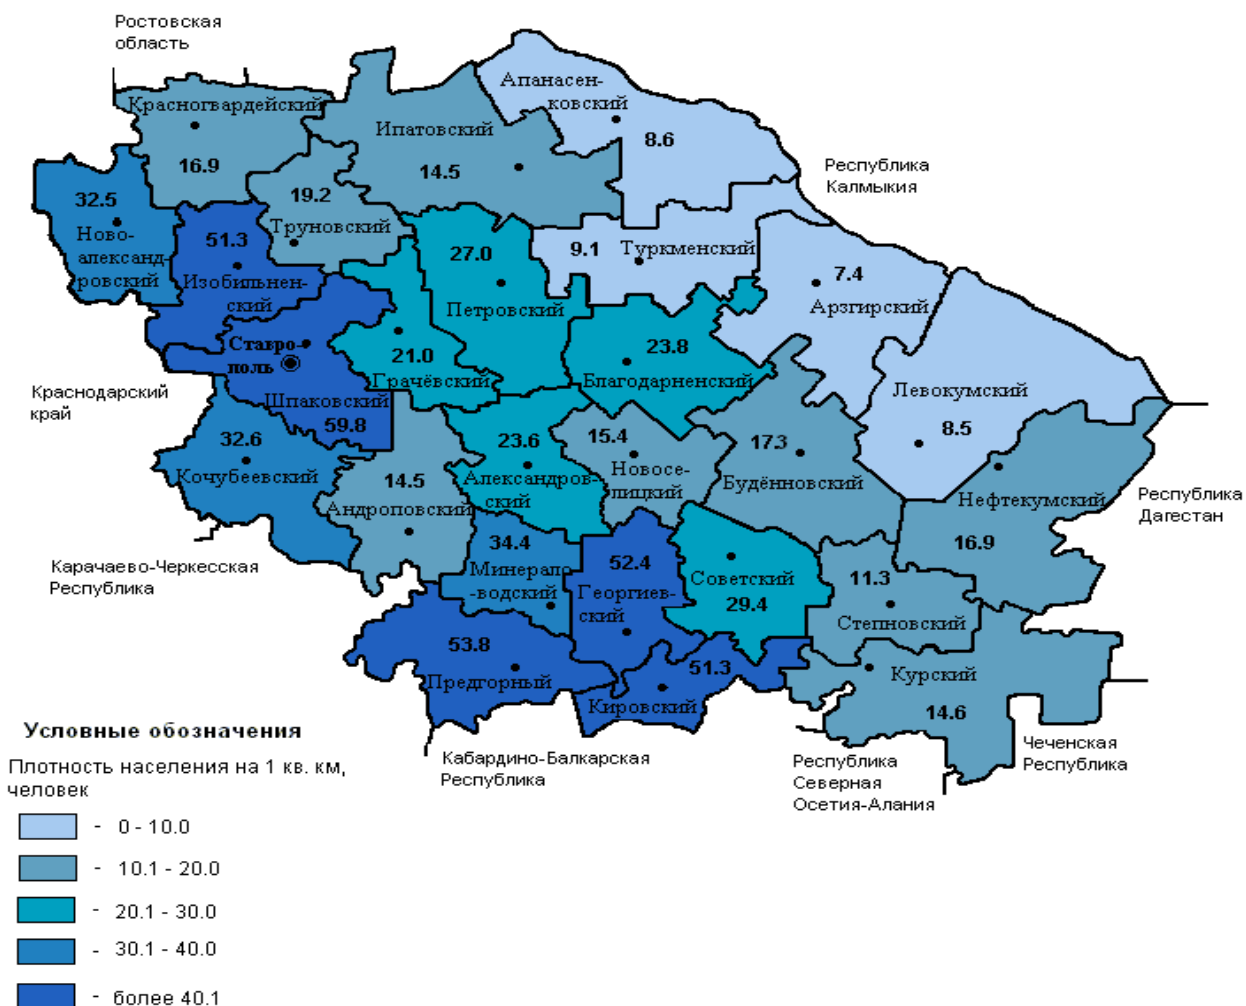 Ростовская
область
Апанасен-
ковский
8.6
Красногвардейский
16.9
Ипатовский
14.5
Республика
Калмыкия
32.5
Ново-
александ-
ровский
19.2
Труновский
51.3
Изобильнен-
ский
27.0
Петровский
9.1
Туркменский
7.4
Арзгирский
Ставро-
поль
21.0
Грачёвский
23.8
Благодарненский
Левокумский
8.5
Краснодарский
край
Шпаковский
59.8
32.6
Кочубеевский
14.5
Андроповский
23.6
Александров-
ский
15.4
Новосе-
лицкий
17.3
Будённовский
Нефтекумский
16.9
Республика
Дагестан
Карачаево-Черкесская
Республика
34.4
Минерало
-водский
52.4
Георгиев-
ский
Советский
29.4
11.3
Степновский
53.8
Предгорный
51.3
Кировский
Курский
14.6
Кабардино-Балкарская
Республика
Республика
Северная
Осетия-Алания
Чеченская
Республика
Условные обозначения
Плотность населения на 1 кв. км,
человек
- 0 - 10.0
- 10.1 - 20.0
- 20.1 - 30.0
- 30.1 - 40.0
- более 40.1